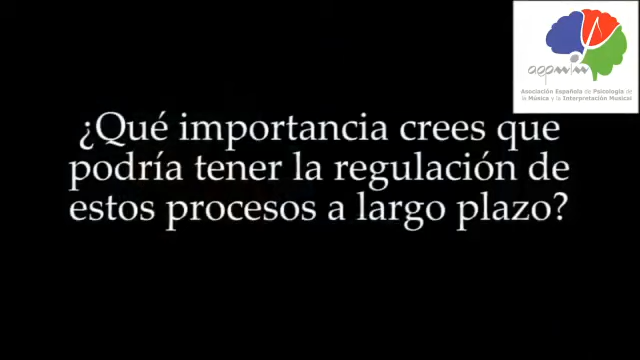 aepmim
Asociación Española de Psicología de
la Música y la Interpretación Musical
¿Qué importancia crees que
podría tener la regulación de
estos procesos a largo plazo?